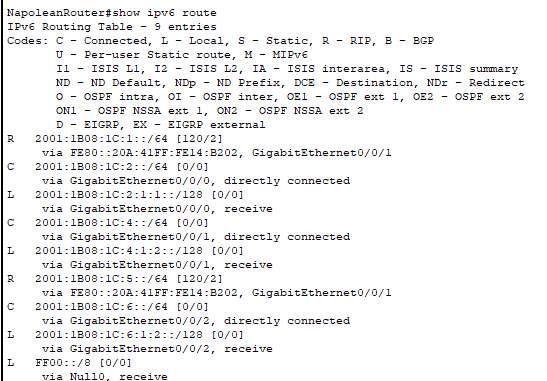 NapoleanRouter#show ipv6 route
IPv6 Routing Table - 9 entries
Codes: C - Connected, L - Local, S - Static, R - RIP, B - BGP
U - Per-user Static route, M - MIPv6
I1 - ISIS L1, I2 - ISIS L2, IA - ISIS interarea, IS - ISIS summary
ND - ND Default, NDp - ND Prefix, DCE - Destination, NDr - Redirect
O - OSPF intra, OI - OSPF inter, OE1 - OSPF ext 1, OE2 - OSPF ext 2
ON1 - OSPF NSSA ext 1, ON2 - OSPF NSSA ext 2
D - EIGRP, EX - EIGRP external
R 2001:1B08:1C:1::/64 [120/2]
via FE80::20A:41FF:FE14:B202, GigabitEthernet0/0/1
C 2001:1B08:1C:2::/64 [0/0]
via GigabitEthernet0/0/0, directly connected
L 2001:1B08:1C:2:1:1::/128 [0/0]
via GigabitEthernet0/0/0, receive
C 2001:1B08:1C:4::/64 [0/0]
via GigabitEthernet0/0/1, directly connected
L 2001:1B08:1C:4:1:2::/128 [0/0]
via GigabitEthernet0/0/1, receive
R 2001:1B08:1C:5::/64 [120/2]
via FE80::20A:41FF:FE14:B202, GigabitEthernet0/0/1
C 2001:1B08:1C:6::/64 [0/0]
via GigabitEthernet0/0/2, directly connected
L 2001:1B08:1C:6:1:2::/128 [0/0]
via GigabitEthernet0/0/2, receive
L FF00::/8 [0/0]
via Null0, receive